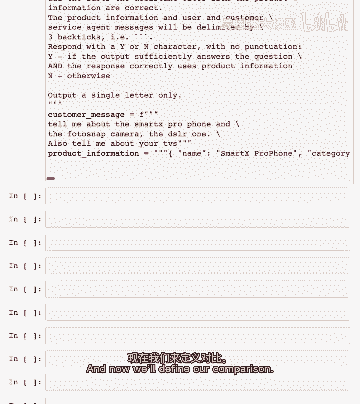 information are correct.
The product information and user and customer \
service agent messages will be delimited by \
3 backticks, i.e. ```.
Respond with a Y or N character, with no punctuation:
Y - if the output sufficiently answers the question \
AND the response correctly uses product information
N - otherwise
Output a single letter only.
"""
customer_message = f"""
tell me about the smartx pro phone and \
the fotosnap camera, the dslr one. \
Also tell me about your tvs"""
product_information = """{ "name": "SmartX ProPhone", "category
In [ ]:
In [ ]:
In [ ]:
In [ ]:
In [ ]:
In [ ]:
In [ ]:
现在我们来定义对比。
In [ ]:
And now we'll define our comparison.
In [ ]: